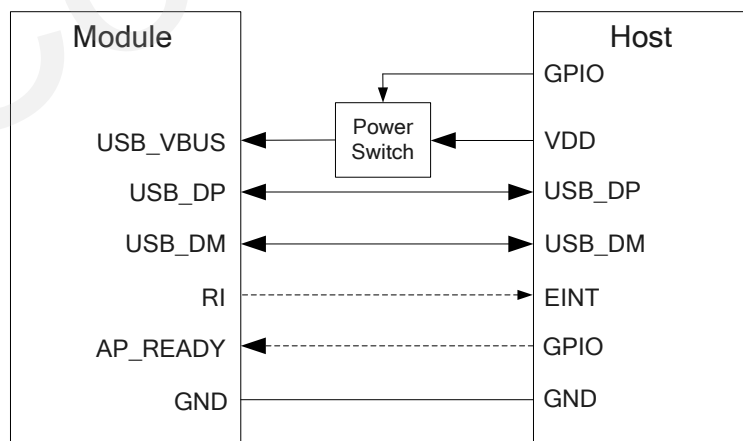 Module
Host
GPIO
Power
Switch
USB_VBUS
VDD
USB_DP
USB_DP
USB_DM
USB_DM
RI
EINT
AP_READY
GPIO
GND
GND